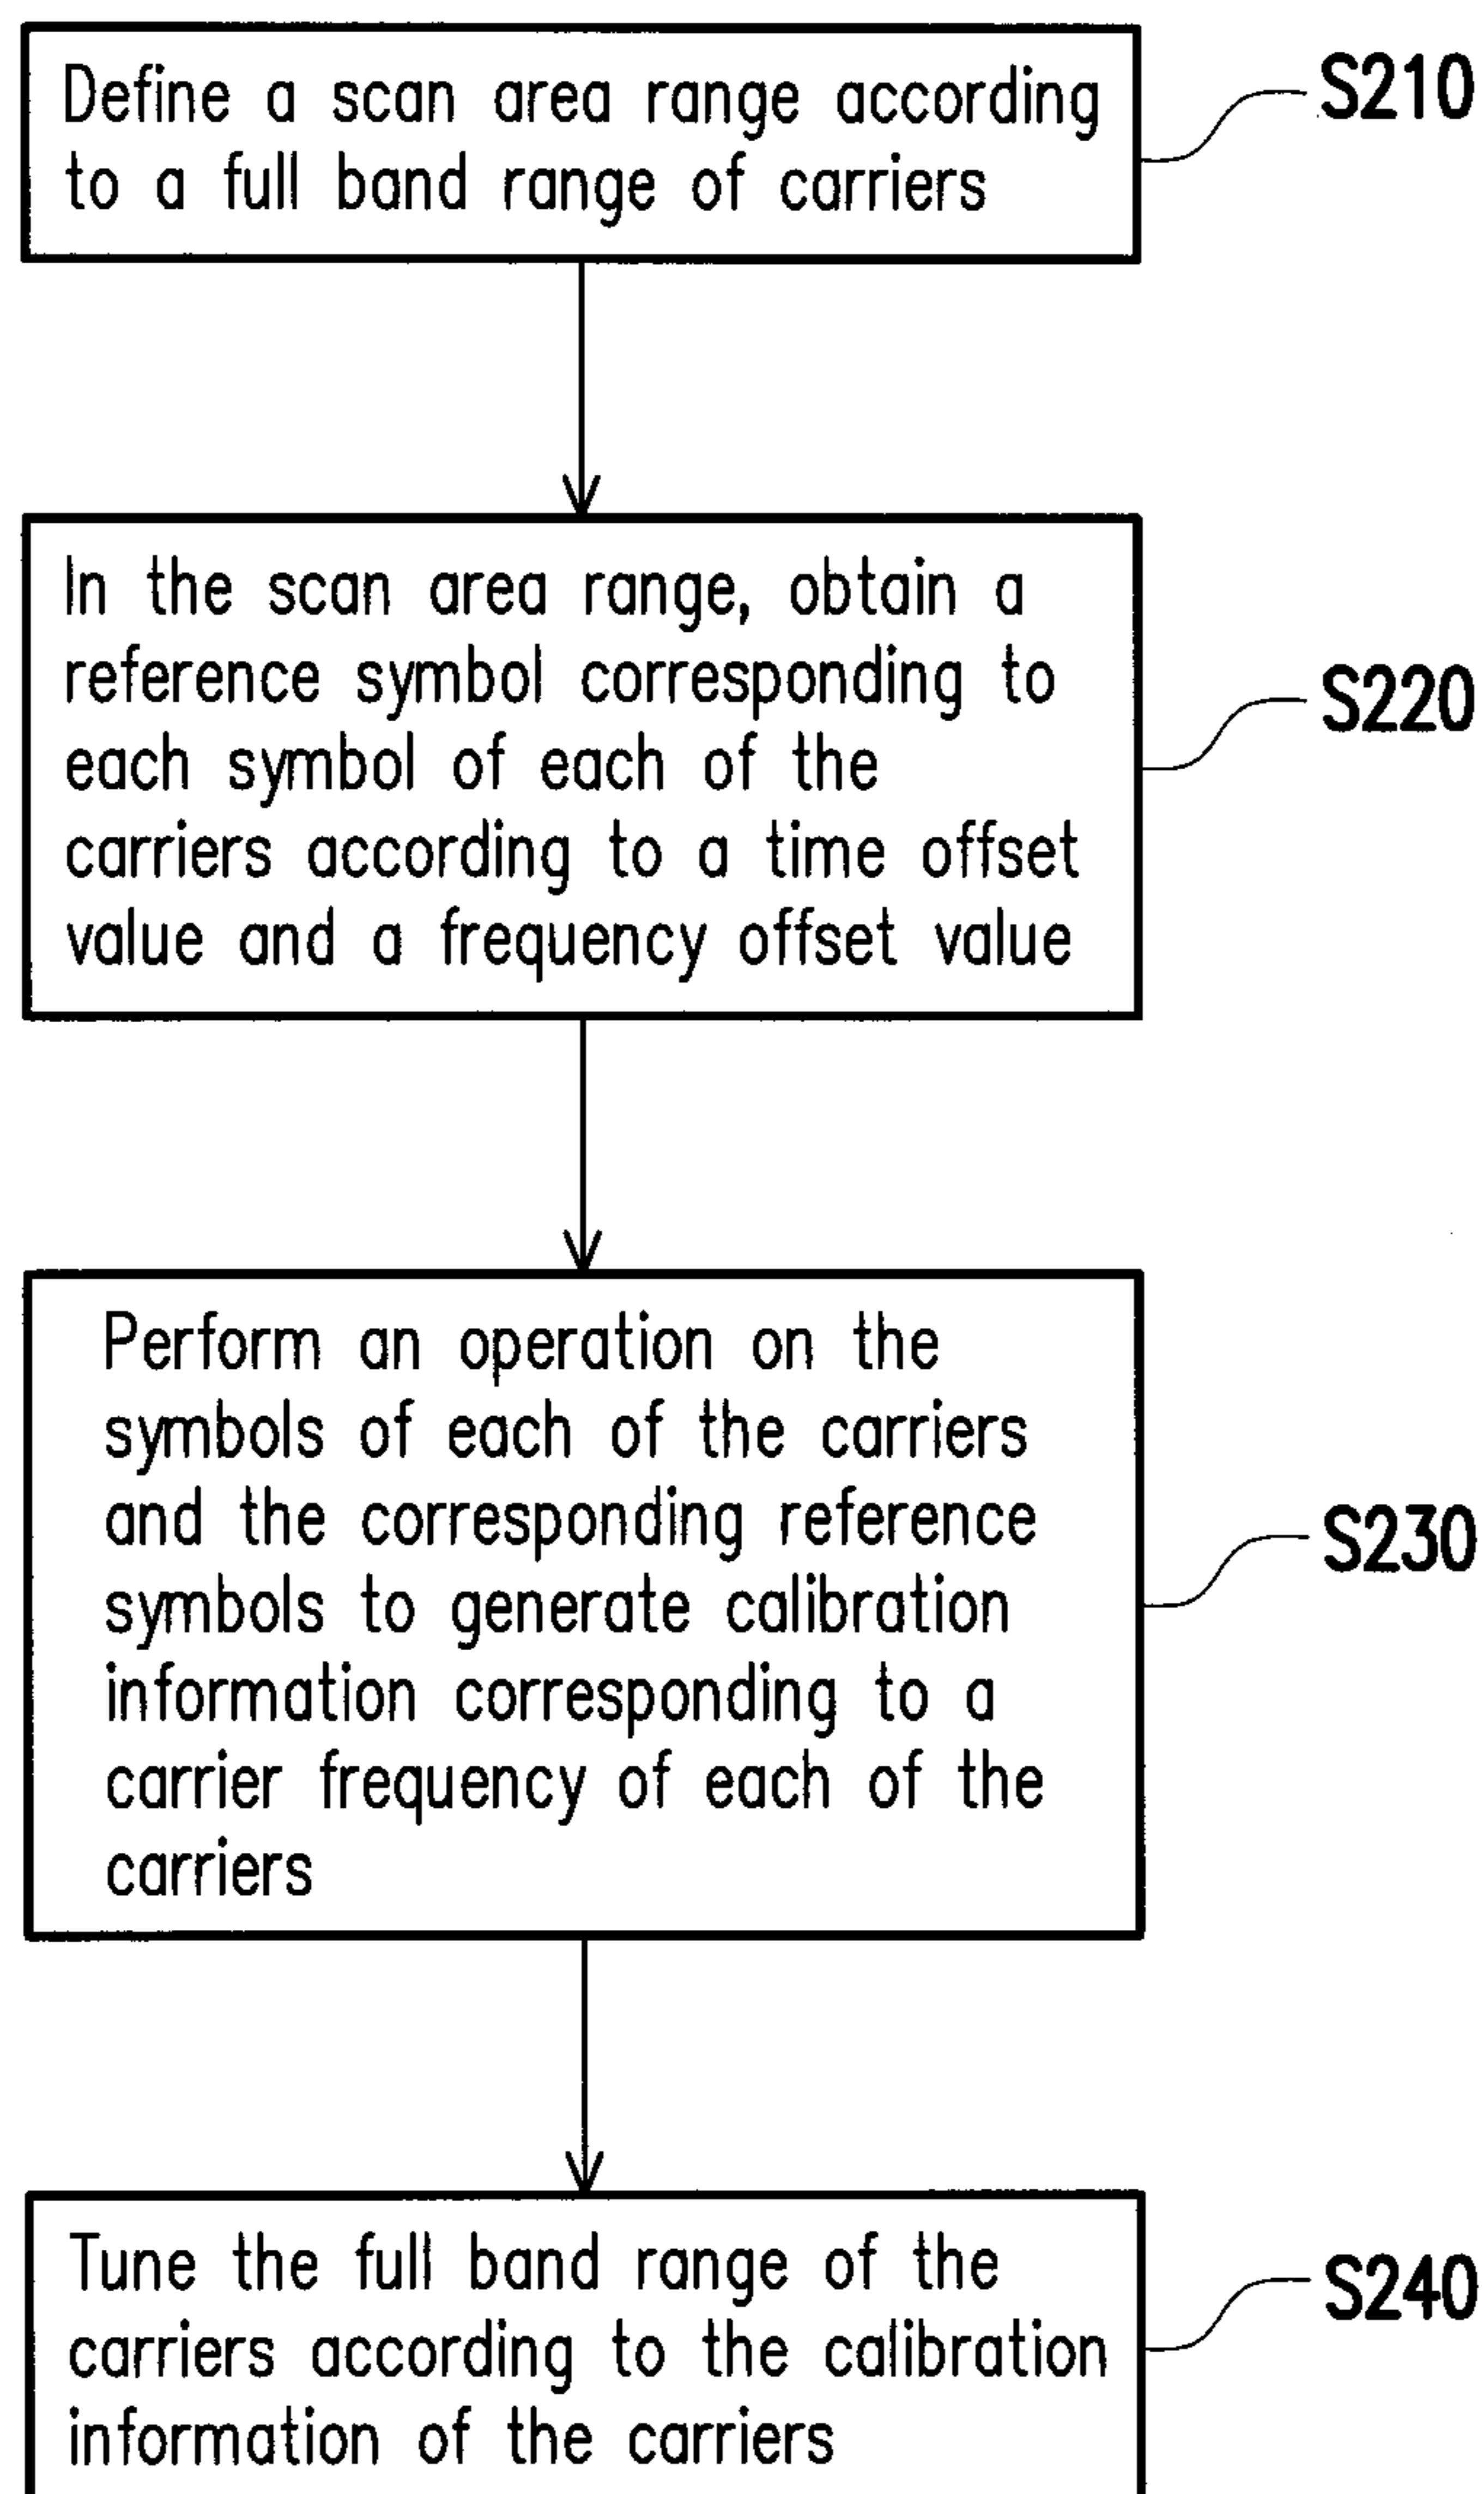 Define a scan area range according
to a full band range of carriers
S210
In the scan area range, obtain a
reference symbol corresponding to
each symbol of each of the
carriers according to a time offset
value and a frequency offset value
S220
Perform an operation on the
symbols of each of the carriers
and the corresponding reference
symbols to generate calibration
information corresponding to a
carrier frequency of each of the
carriers
S230
Tune the full band range of the
carriers according to the calibration
information of the carriers
S240